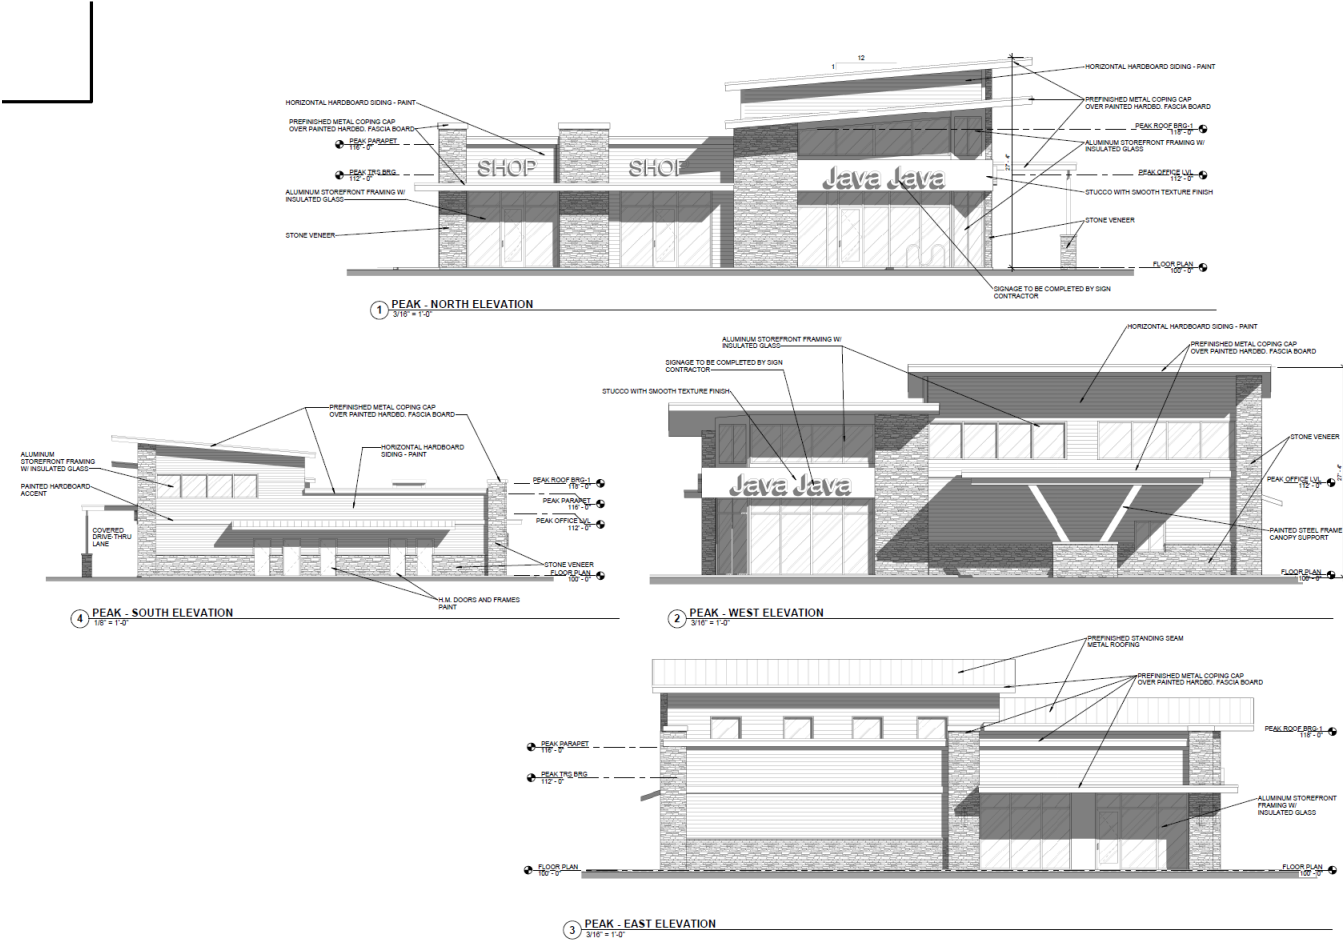 12
1
HORIZONTAL HARDBOARD SIDING - PAINT
HORIZONTAL HARDBOARD SIDING - PAINT
PREFINISHED METAL COPING CAP
OVER PAINTED HARDBD. FASCIA BOARD
PREFINISHED METAL COPING CAP
OVER PAINTED HARDBD. FASCIA BOARD
PEAK PARAPET
116' - 0"
PEAK ROOF BRG-1
118' - 0"
ALUMINUM STOREFRONT FRAMING W/
INSULATED GLASS
PEAK TRS BRG
112' - 0"
PEAK OFFICE LVL
112' - 0"
27' - 4"
SHOP
SHOP
Java Java
ALUMINUM STOREFRONT FRAMING W/
INSULATED GLASS
STUCCO WITH SMOOTH TEXTURE FINISH
STONE VENEER
STONE VENEER
FLOOR PLAN
100' - 0"
SIGNAGE TO BE COMPLETED BY SIGN
CONTRACTOR
1
PEAK - NORTH ELEVATION
3/16" = 1'-0"
HORIZONTAL HARDBOARD SIDING - PAINT
ALUMINUM STOREFRONT FRAMING W/
INSULATED GLASS
PREFINISHED METAL COPING CAP
OVER PAINTED HARDBD. FASCIA BOARD
SIGNAGE TO BE COMPLETED BY SIGN
CONTRACTOR
STUCCO WITH SMOOTH TEXTURE FINISH
STONE VENEER
Java Java
PEAK OFFICE LVL
112' - 0"
27' - 4"
PAINTED STEEL FRAME
CANOPY SUPPORT
FLOOR PLAN
100' - 0"
2
PEAK - WEST ELEVATION
3/16" = 1'-0"
PREFINISHED METAL COPING CAP
OVER PAINTED HARDBD. FASCIA BOARD
HORIZONTAL HARDBOARD
SIDING - PAINT
ALUMINUM
STOREFRONT FRAMING
W/ INSULATED GLASS
PAINTED HARDBOARD
ACCENT
PEAK ROOF BRG-1
118' - 0"
PEAK PARAPET
116' - 0"
PEAK OFFICE LVL
112' - 0"
COVERED
DRIVE-THRU
LANE
STONE VENEER
FLOOR PLAN
100' - 0"
H.M. DOORS AND FRAMES
PAINT
4
PEAK - SOUTH ELEVATION
1/8" = 1'-0"
PREFINISHED STANDING SEAM
METAL ROOFING
PREFINISHED METAL COPING CAP
OVER PAINTED HARDBD. FASCIA BOARD
PEAK ROOF BRG-1
118' - 0"
PEAK PARAPET
116' - 0"
PEAK TRS BRG
112' - 0"
ALUMINUM STOREFRONT
FRAMING W/
INSULATED GLASS
FLOOR PLAN
100' - 0"
FLOOR PLAN
100' - 0"
3
PEAK - EAST ELEVATION
3/16" = 1'-0"